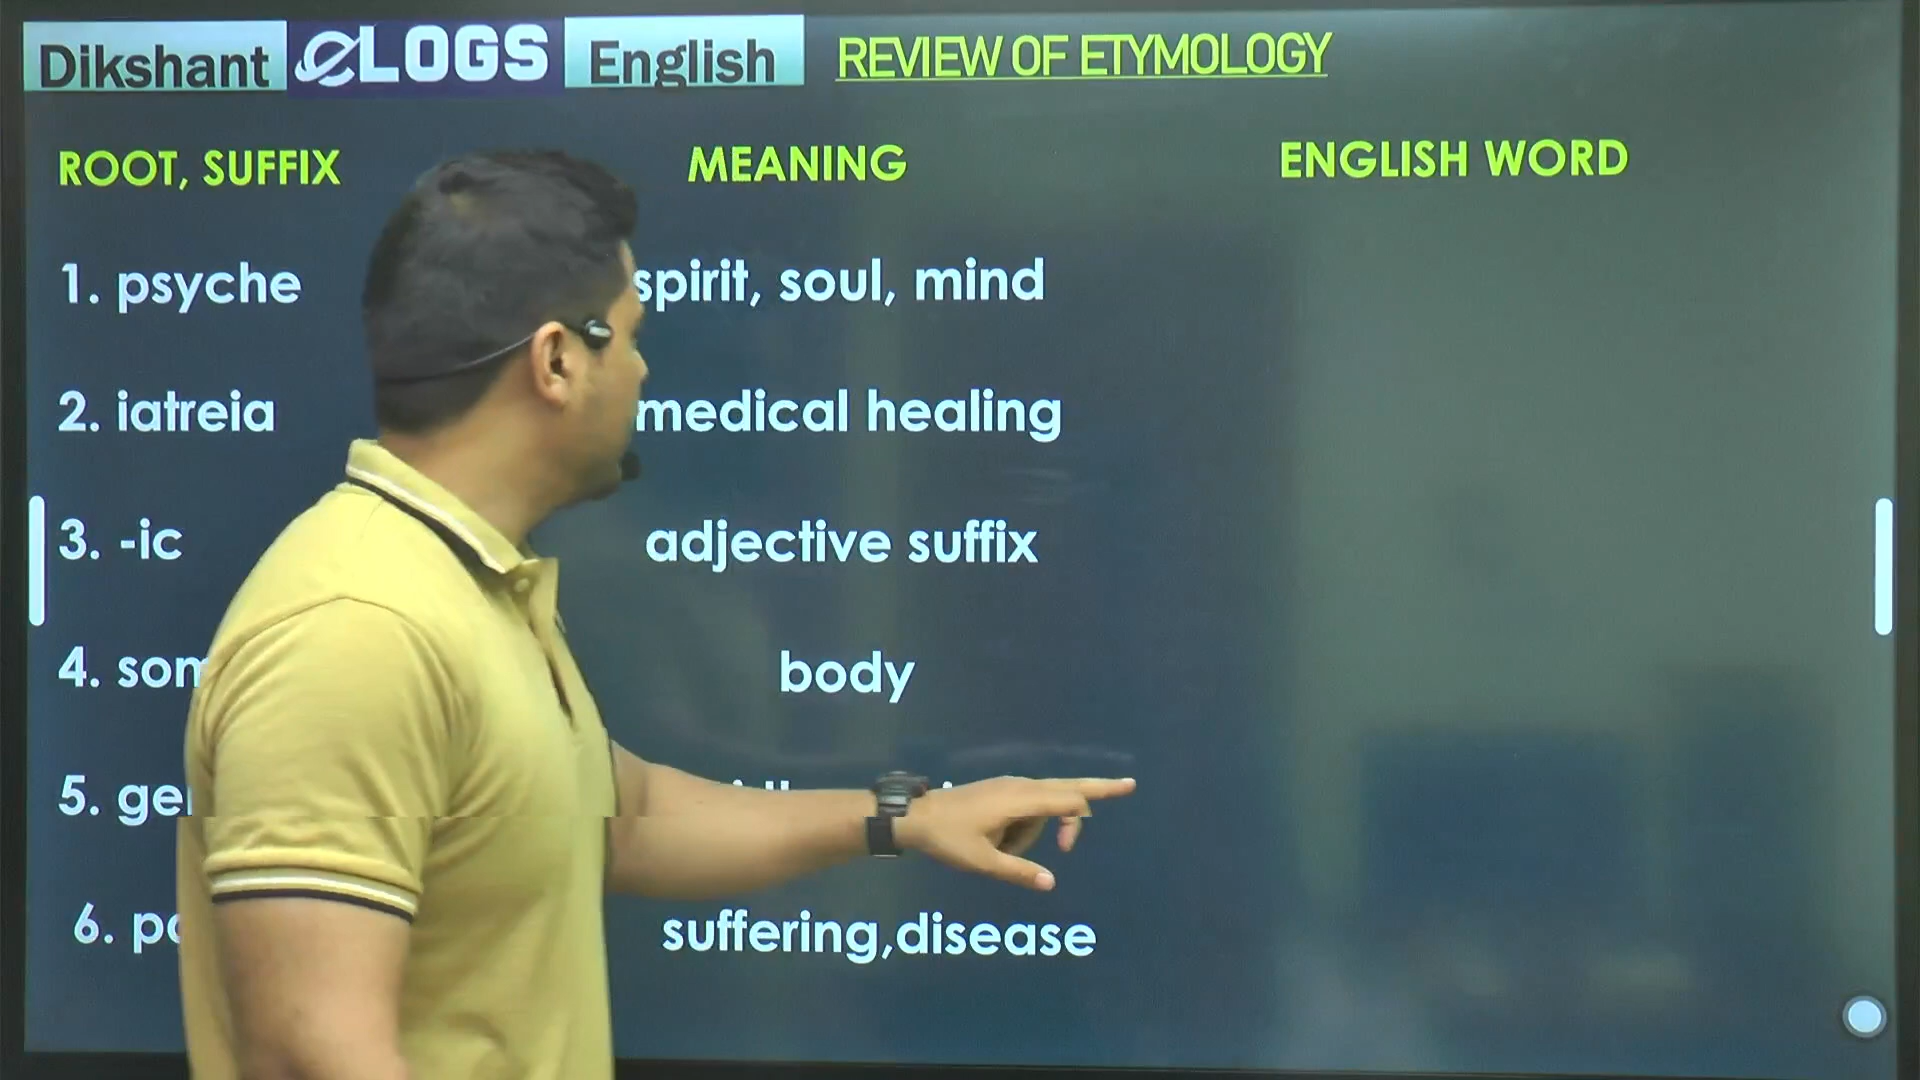 Dikshant eLOGS English REVIEW OF ETYMOLOGY
ROOT, SUFFIX MEANING ENGLISH WORD
1. psyche spirit, soul, mind
2. iatreia medical healing
3. -ic adjective suffix
4. body
5.
6. suffering,disease